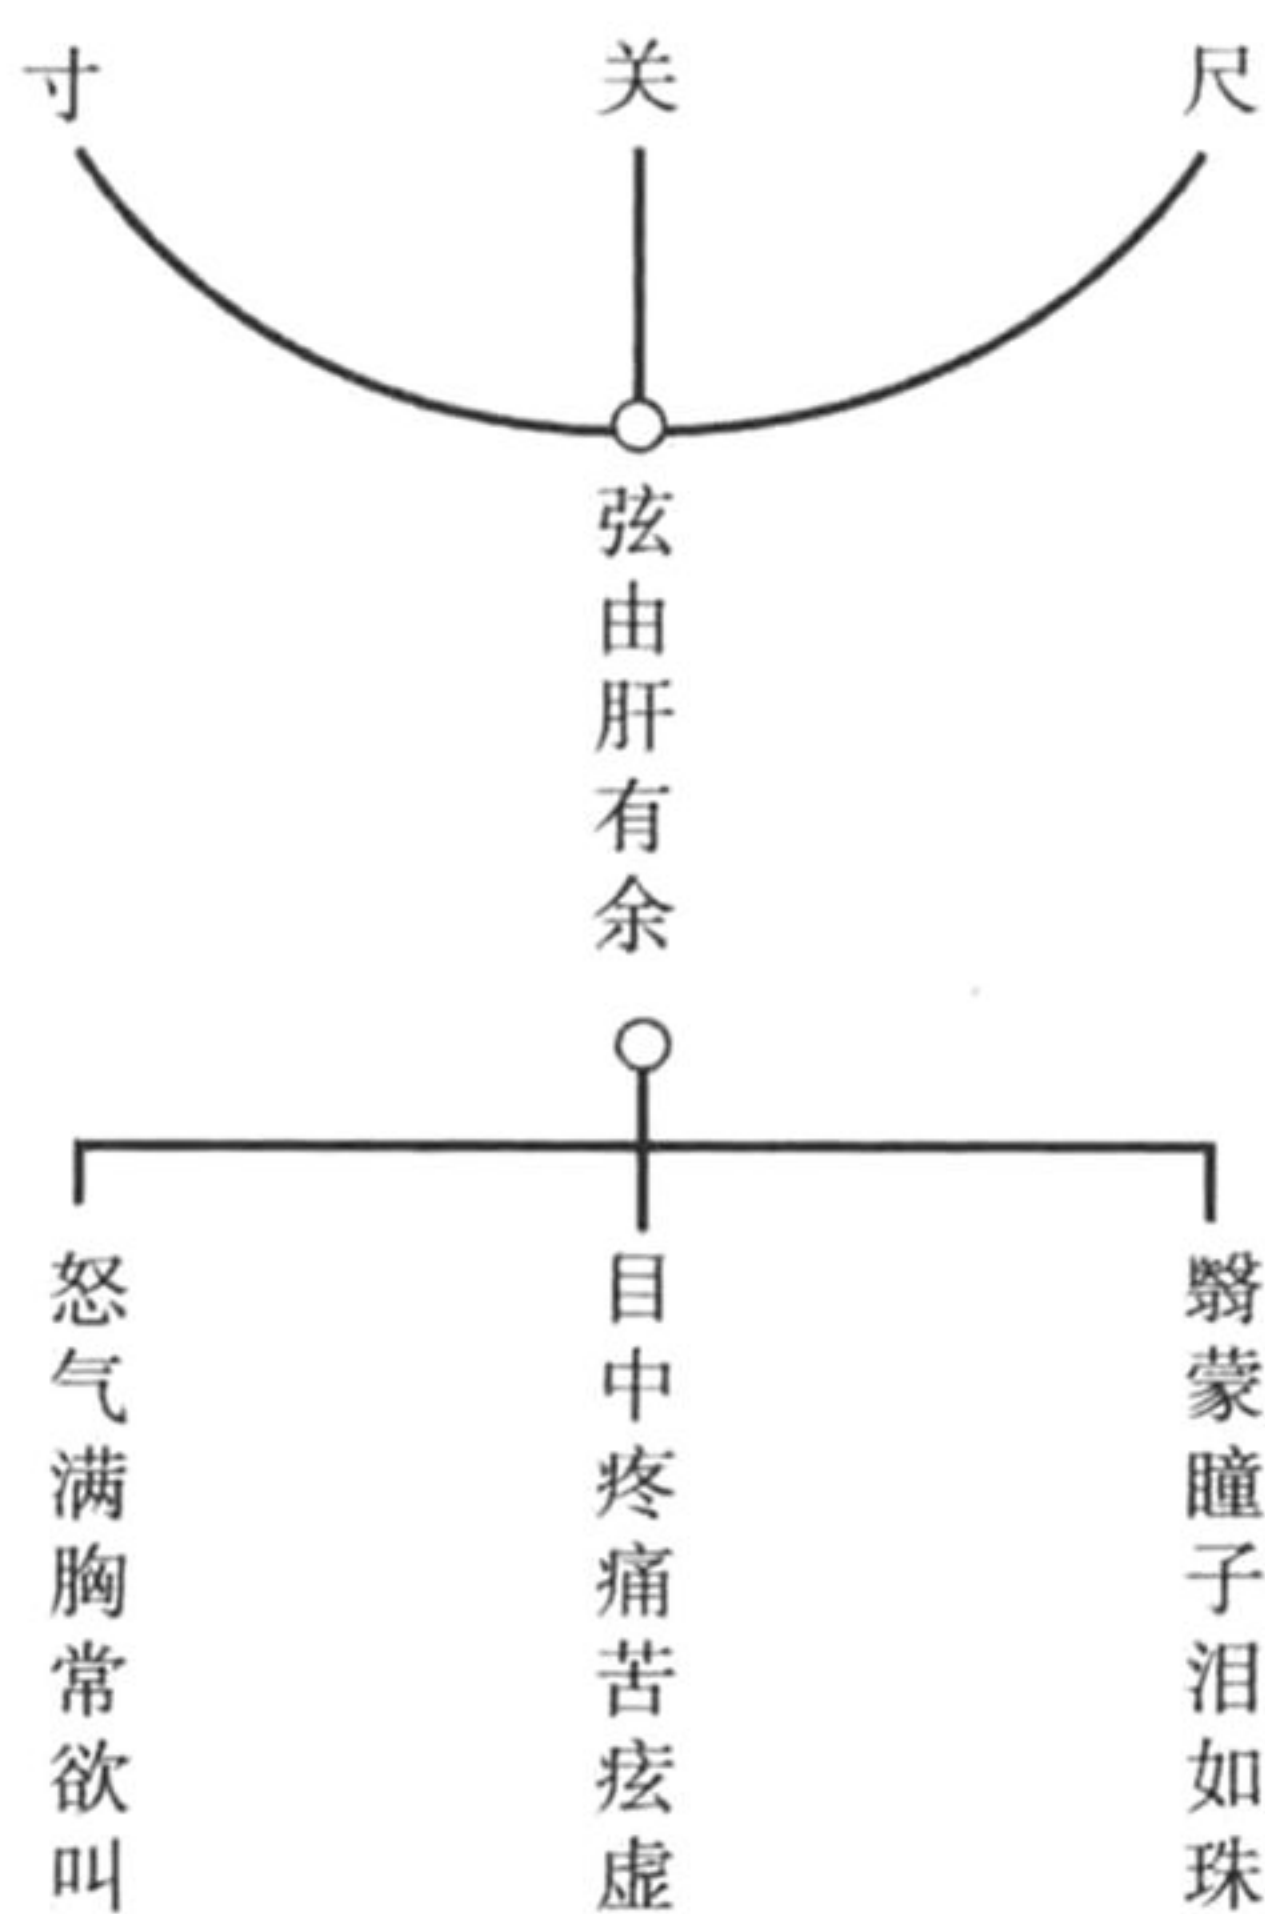 寸
关
尺
弦由肝有余
怒气满胸常欲叫
目中疼痛苦痃虚
翳蒙瞳子泪如珠